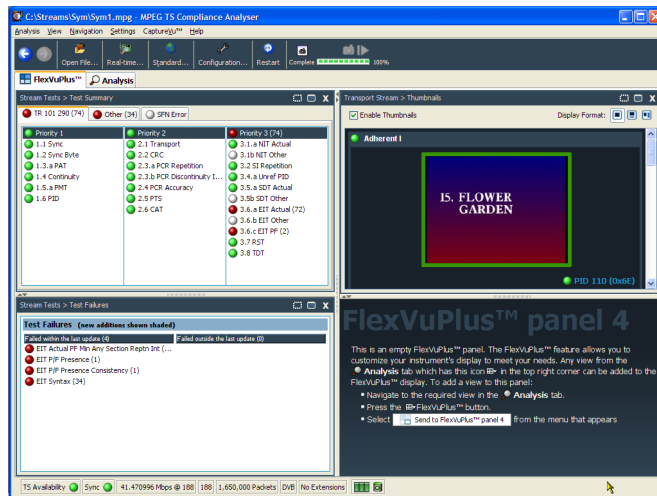 C:\Streams\Sym\Sym1.mpg - MPEG TS Compliance Analyser
Analysis View Navigation Settings CaptureVu™ Help
Open File... Real-time... Standard... Configuration... Restart Complete 100%
FlexVuPlus™ Analysis
Stream Tests > Test Summary
TR 101 290 (74) Other (34) SFN Error
Priority 1
1.1 Sync
1.2 Sync Byte
1.3.a PAT
1.4 Continuity
1.5.a PMT
1.6 PID
Priority 2
2.1 Transport
2.2 CRC
2.3.a PCR Repetition
2.3.b PCR Discontinuity I...
2.4 PCR Accuracy
2.5 PTS
2.6 CAT
Priority 3 (74)
3.1.a NIT Actual
3.1b NIT Other
3.2 SI Repetition
3.4.a Unref PID
3.5.a SDT Actual
3.5b SDT Other
3.6.a EIT Actual (72)
3.6.b EIT Other
3.6.c EIT PF (2)
3.7 RST
3.8 TDT
Transport Stream > Thumbnails
Enable Thumbnails Display Format:
Adherent I
15. FLOWER
GARDEN
PID 110 (0x6E)
Stream Tests > Test Failures
Test Failures (new additions shown shaded)
Failed within the last update (4) Failed outside the last update (0)
EIT Actual PF Min Any Section Reptn Int (...
EIT P/F Presence (1)
EIT P/F Presence Consistency (1)
EIT Syntax (34)
FlexVuPlus™ panel 4
This is an empty FlexVuPlus™ panel. The FlexVuPlus™ feature allows you to
customize your instrument's display to meet your needs. Any view from the
Analysis tab which has this icon in the top right corner can be added to the
FlexVuPlus™ display. To add a view to this panel:
• Navigate to the required view in the Analysis tab.
• Press the FlexVuPlus™ button.
• Select Send to FlexVuPlus™ panel 4 from the menu that appears
TS Availability Sync 41.470996 Mbps @ 188 188 1,650,000 Packets DVB No Extensions